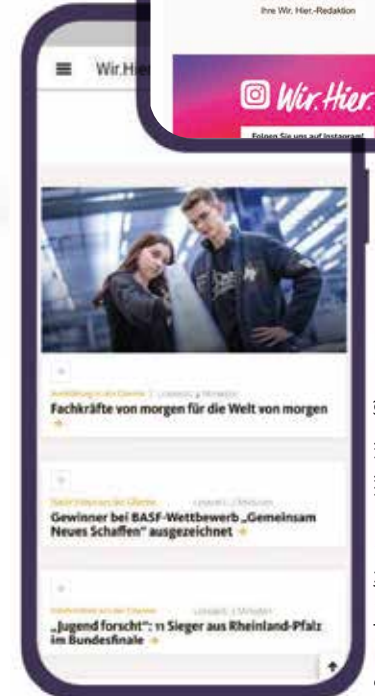 Ihre Wir. Hier.-Redaktion
Wir.Hier.
Folgen Sie uns auf Instagram!
Wir.H
Fachkräfte von morgen für die Welt von morgen
Gewinner bei BASF-Wettbewerb „Gemeinsam
Neues Schaffen“ ausgezeichnet
„Jugend forscht“: 11 Sieger aus Rheinland-Pfalz
im Bundesfinale